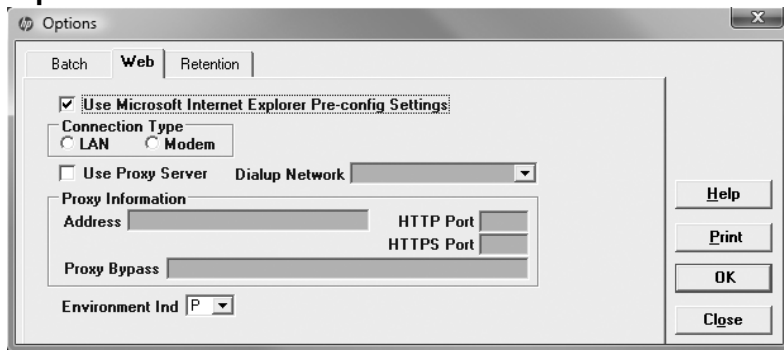 hp Options
Batch Web Retention
Use Microsoft Internet Explorer Pre-config Settings
Connection Type
LAN Modem
Use Proxy Server Dialup Network
Proxy Information
Address HTTP Port
HTTPS Port
Proxy Bypass
Environment Ind P
Help
Print
OK
Close